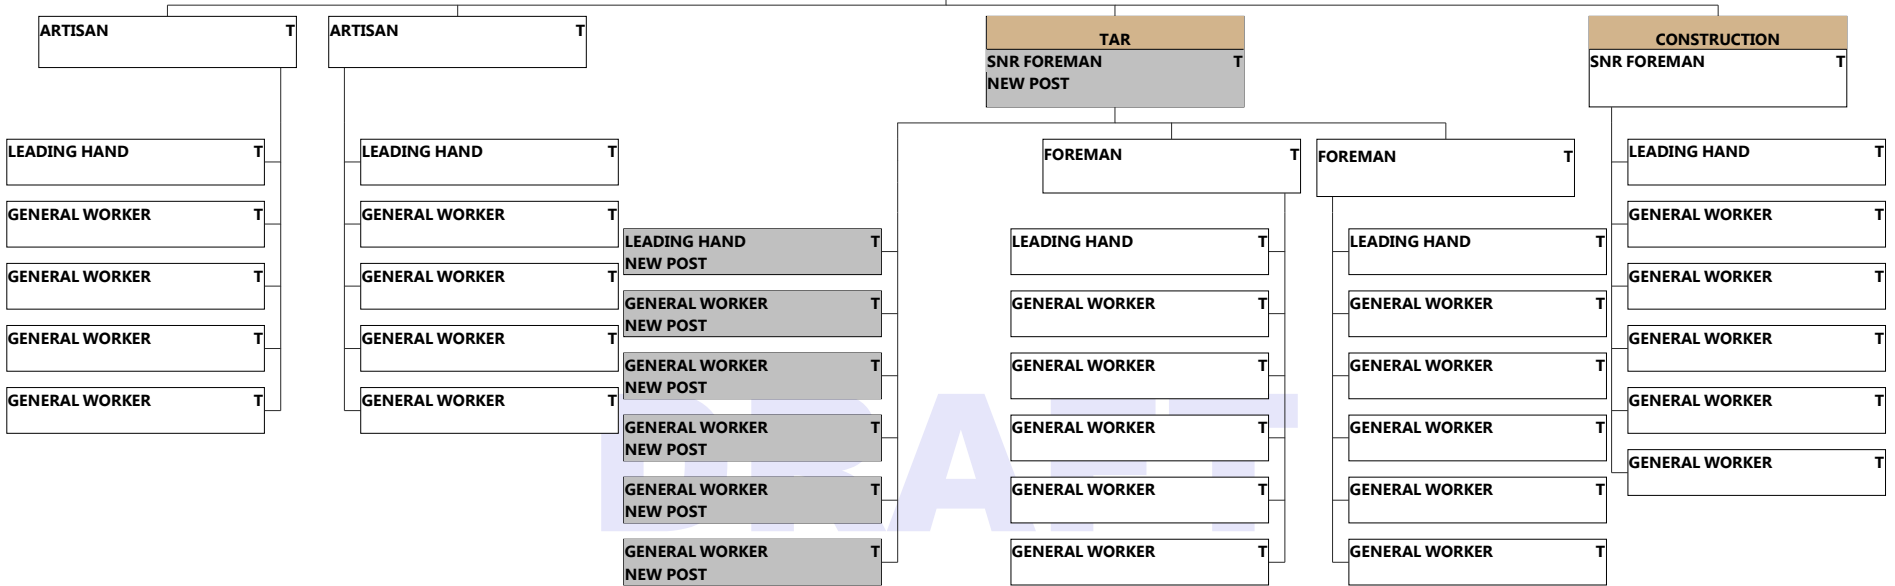 ARTISAN T
ARTISAN T
TAR
SNR FOREMAN T
NEW POST
CONSTRUCTION
SNR FOREMAN T
LEADING HAND T
GENERAL WORKER T
GENERAL WORKER T
GENERAL WORKER T
GENERAL WORKER T
LEADING HAND T
GENERAL WORKER T
GENERAL WORKER T
GENERAL WORKER T
GENERAL WORKER T
LEADING HAND T
NEW POST
GENERAL WORKER T
NEW POST
GENERAL WORKER T
NEW POST
GENERAL WORKER T
NEW POST
GENERAL WORKER T
NEW POST
GENERAL WORKER T
NEW POST
FOREMAN T
LEADING HAND T
GENERAL WORKER T
GENERAL WORKER T
GENERAL WORKER T
GENERAL WORKER T
GENERAL WORKER T
FOREMAN T
LEADING HAND T
GENERAL WORKER T
GENERAL WORKER T
GENERAL WORKER T
GENERAL WORKER T
GENERAL WORKER T
LEADING HAND T
GENERAL WORKER T
GENERAL WORKER T
GENERAL WORKER T
GENERAL WORKER T
GENERAL WORKER T
DRAFT